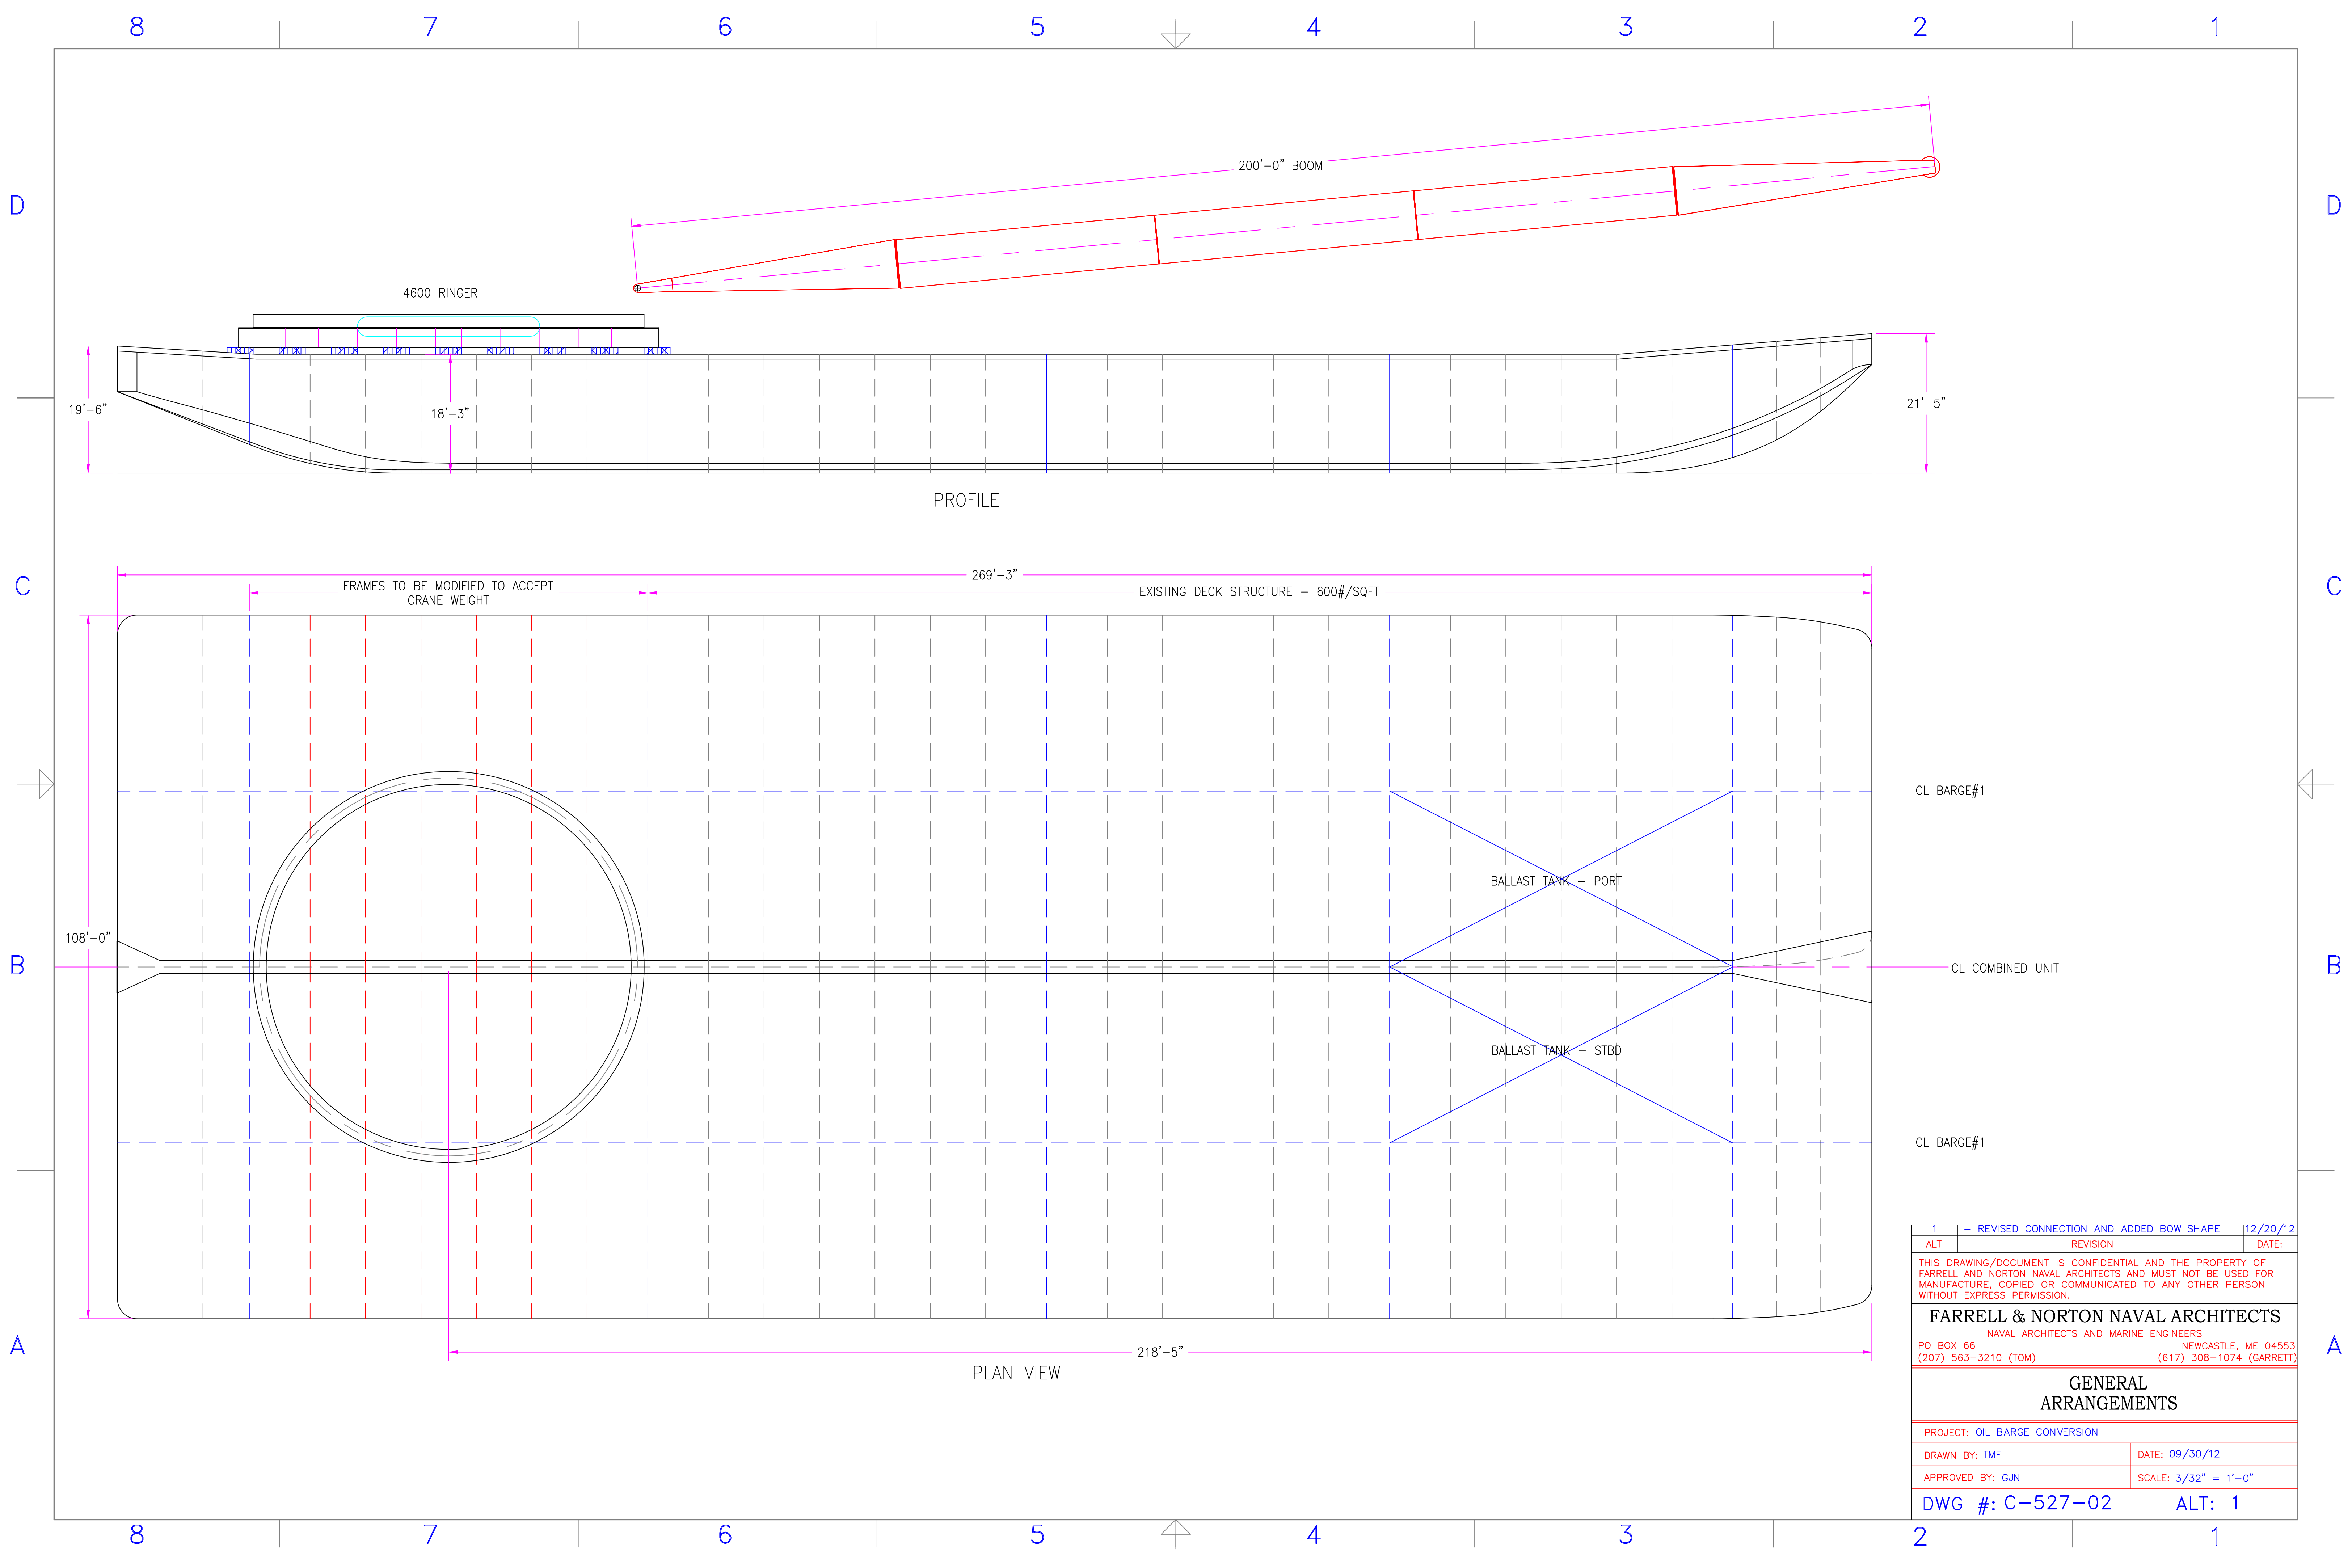 8 7 6 5 4 3 2 1
D
D
200'-0" BOOM
4600 RINGER
19'-6"
18'-3"
21'-5"
PROFILE
C
C
269'-3"
FRAMES TO BE MODIFIED TO ACCEPT
CRANE WEIGHT
EXISTING DECK STRUCTURE - 600#/SQFT
CL BARGE#1
BALLAST TANK - PORT
108'-0"
B
B
CL COMBINED UNIT
BALLAST TANK - STBD
CL BARGE#1
218'-5"
PLAN VIEW
A
A
1 - REVISED CONNECTION AND ADDED BOW SHAPE 12/20/12
ALT REVISION DATE:
THIS DRAWING/DOCUMENT IS CONFIDENTIAL AND THE PROPERTY OF
FARRELL AND NORTON NAVAL ARCHITECTS AND MUST NOT BE USED FOR
MANUFACTURE, COPIED OR COMMUNICATED TO ANY OTHER PERSON
WITHOUT EXPRESS PERMISSION.
FARRELL & NORTON NAVAL ARCHITECTS
NAVAL ARCHITECTS AND MARINE ENGINEERS
PO BOX 66 NEWCASTLE, ME 04553
(207) 563-3210 (TOM) (617) 308-1074 (GARRETT)
GENERAL
ARRANGEMENTS
PROJECT: OIL BARGE CONVERSION
DRAWN BY: TMF DATE: 09/30/12
APPROVED BY: GJN SCALE: 3/32" = 1'-0"
DWG #: C-527-02 ALT: 1
8 7 6 5 4 3 2 1